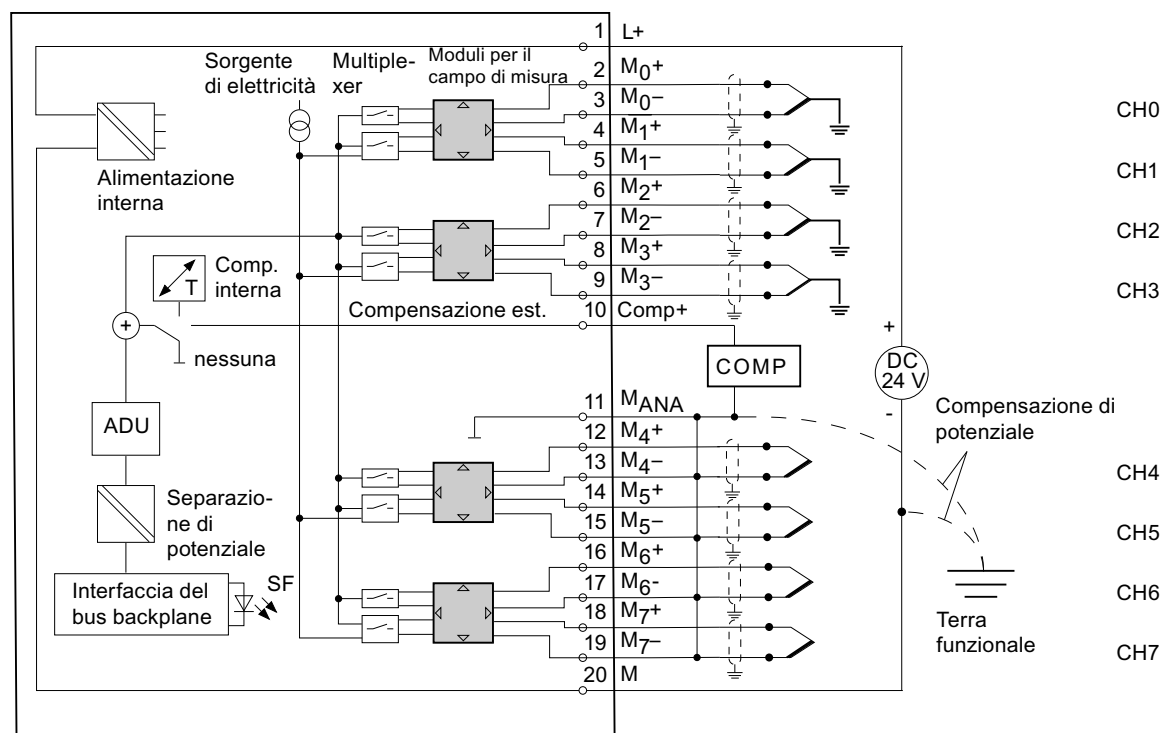 1 L+
Sorgente
di elettricità
Multiple-
xer
Moduli per il
campo di misura
2 M0+
3 M0−
4 M1+
5 M1−
6 M2+
7 M2−
8 M3+
9 M3−
10 Comp+
CH0
CH1
CH2
CH3
Alimentazione
interna
T
Comp.
interna
Compensazione est.
+
nessuna
COMP
+
DC
24 V
-
Compensazione di
potenziale
11 MANA
12 M4+
13 M4−
14 M5+
15 M5−
16 M6+
17 M6-
18 M7+
19 M7−
20 M
ADU
Separazio-
ne di
potenziale
Interfaccia del
bus backplane
SF
Terra
funzionale
CH4
CH5
CH6
CH7